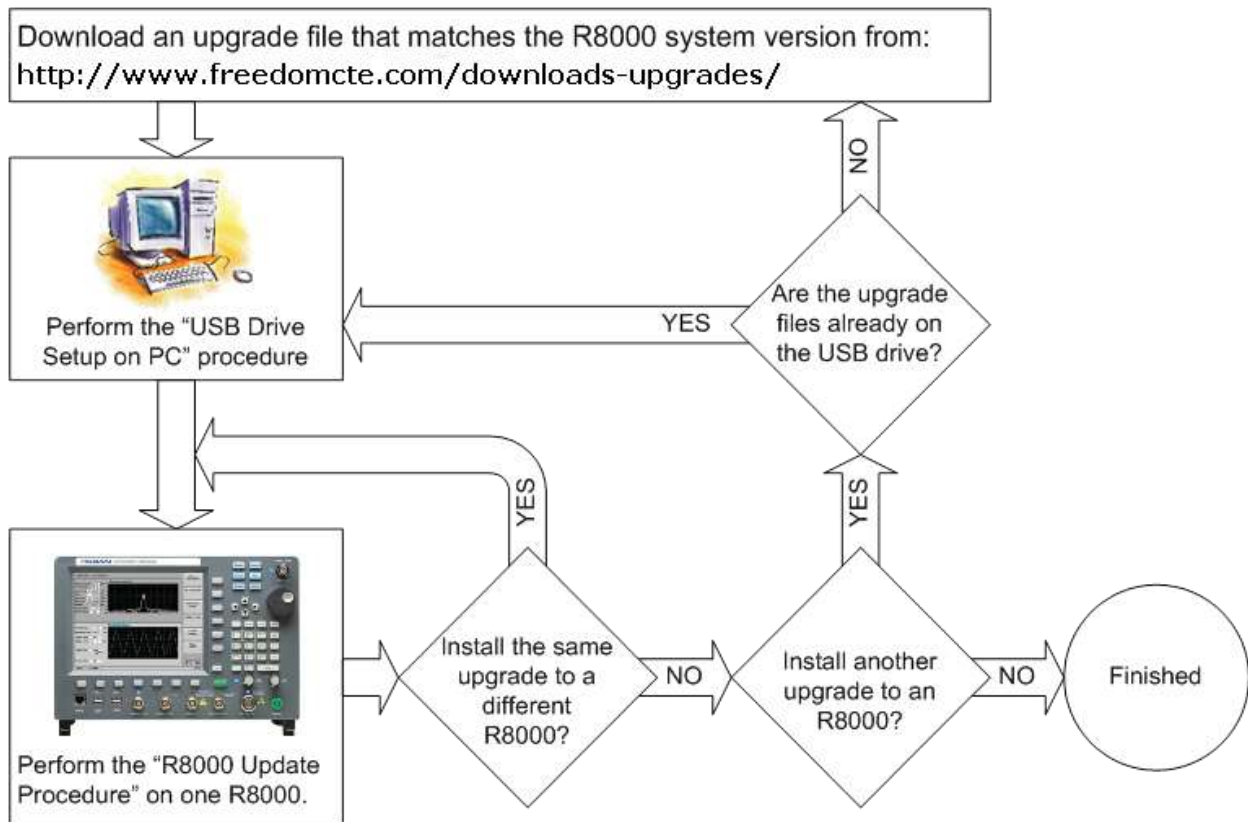 Download an upgrade file that matches the R8000 system version from:
http://www.freedomcte.com/downloads-upgrades/
NO
Perform the “USB Drive
Setup on PC” procedure
YES
Are the upgrade
files already on
the USB drive?
YES
YES
Install the same
upgrade to a
different
R8000?
NO
Install another
upgrade to an
R8000?
NO
Finished
Perform the “R8000 Update
Procedure” on one R8000.